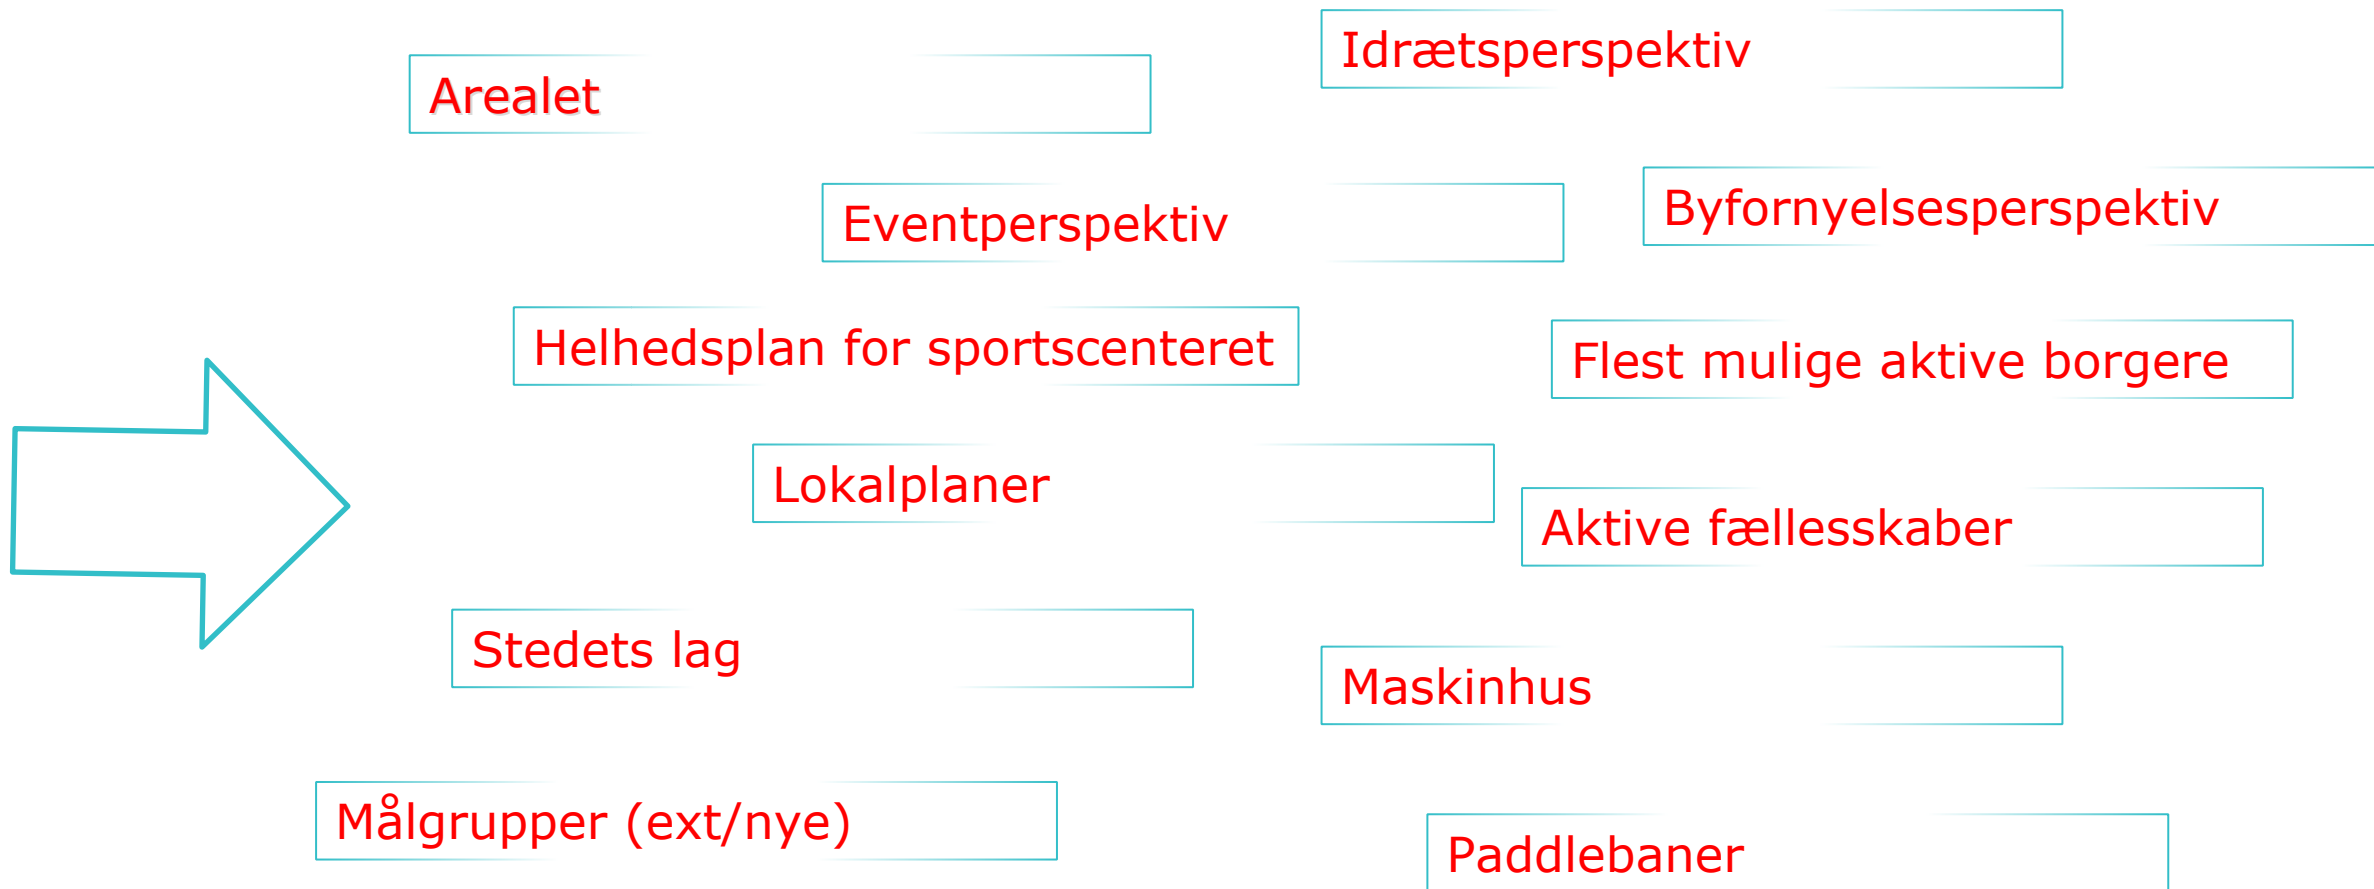 Idrætsperspektiv
Arealet
Byfornyelsesperspektiv
Eventperspektiv
Helhedsplan for sportscenteret
Flest mulige aktive borgere
Lokalplaner
Aktive fællesskaber
Stedets lag
Maskinhus
Målgrupper (ext/nye)
Paddlebaner